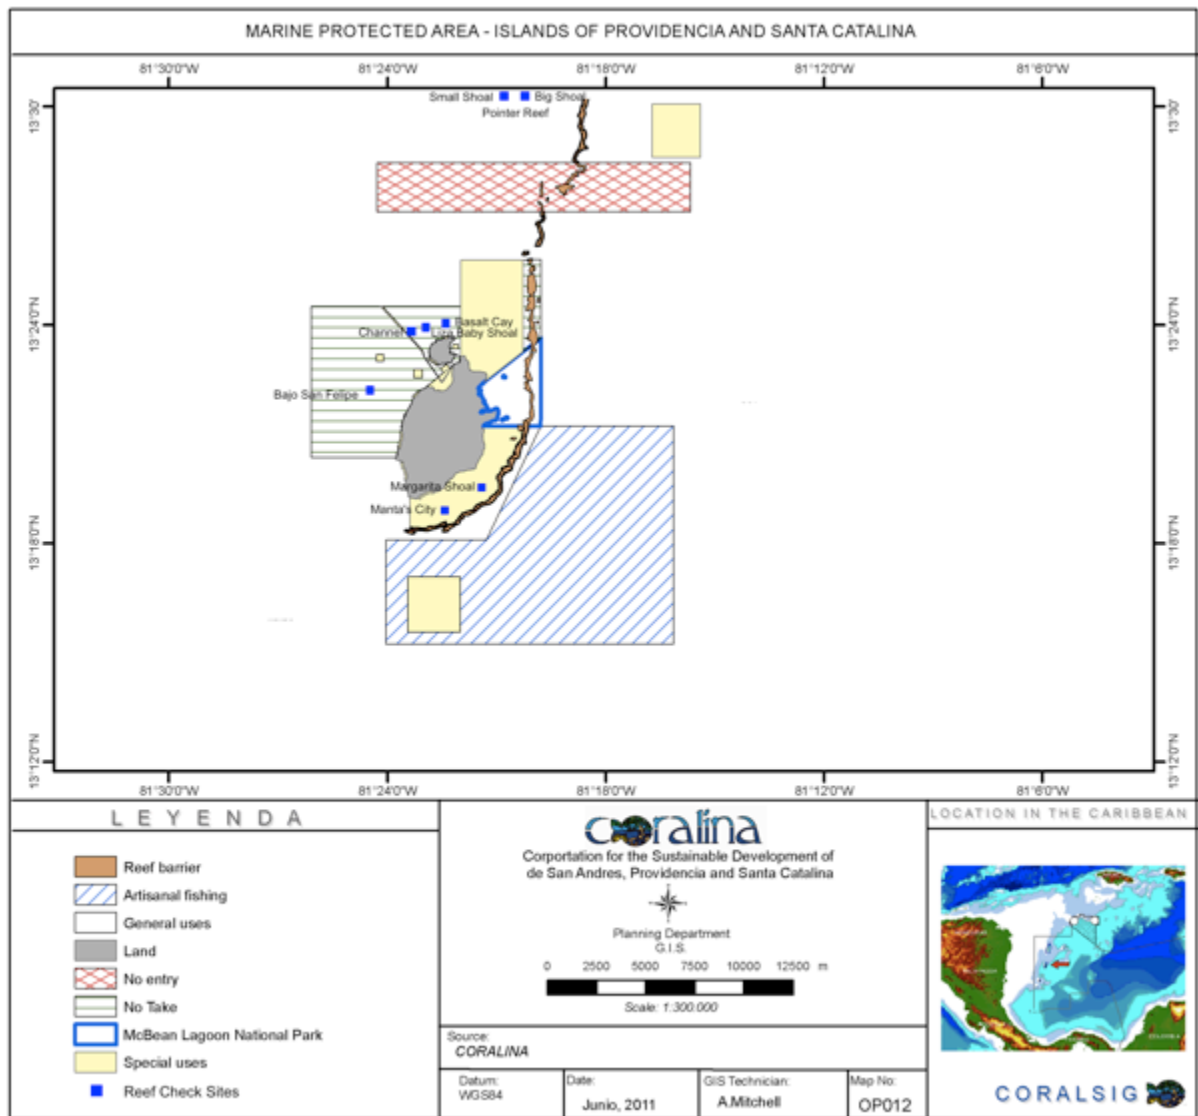 MARINE PROTECTED AREA - ISLANDS OF PROVIDENCIA AND SANTA CATALINA
81°30'0"W 81°24'0"W 81°18'0"W 81°12'0"W 81°6'0"W
13°30' 13°30'
Small Shoal Big Shoal
Pointer Reef
13°24'0"N 13°24'0"N
Basalt Cay
Channel Liza Baby Shoal
Bajo San Felipe
Margarita Shoal
Manta's City
13°18'0"N 13°18'0"N
13°12'0"N 13°12'0"N
81°30'0"W 81°24'0"W 81°18'0"W 81°12'0"W 81°6'0"W
LEYENDA
Reef barrier
Artisanal fishing
General uses
Land
No entry
No Take
McBean Lagoon National Park
Special uses
Reef Check Sites
coralina
Corportation for the Sustainable Development of
de San Andres, Providencia and Santa Catalina
Planning Department
G.I.S.
0 2500 5000 7500 10000 12500 m
Scale: 1:300.000
Source:
CORALINA
Datum:
WGS84
Date:
Junio, 2011
GIS Technician:
A.Mitchell
Map No:
OP012
LOCATION IN THE CARIBBEAN
CORALSIG